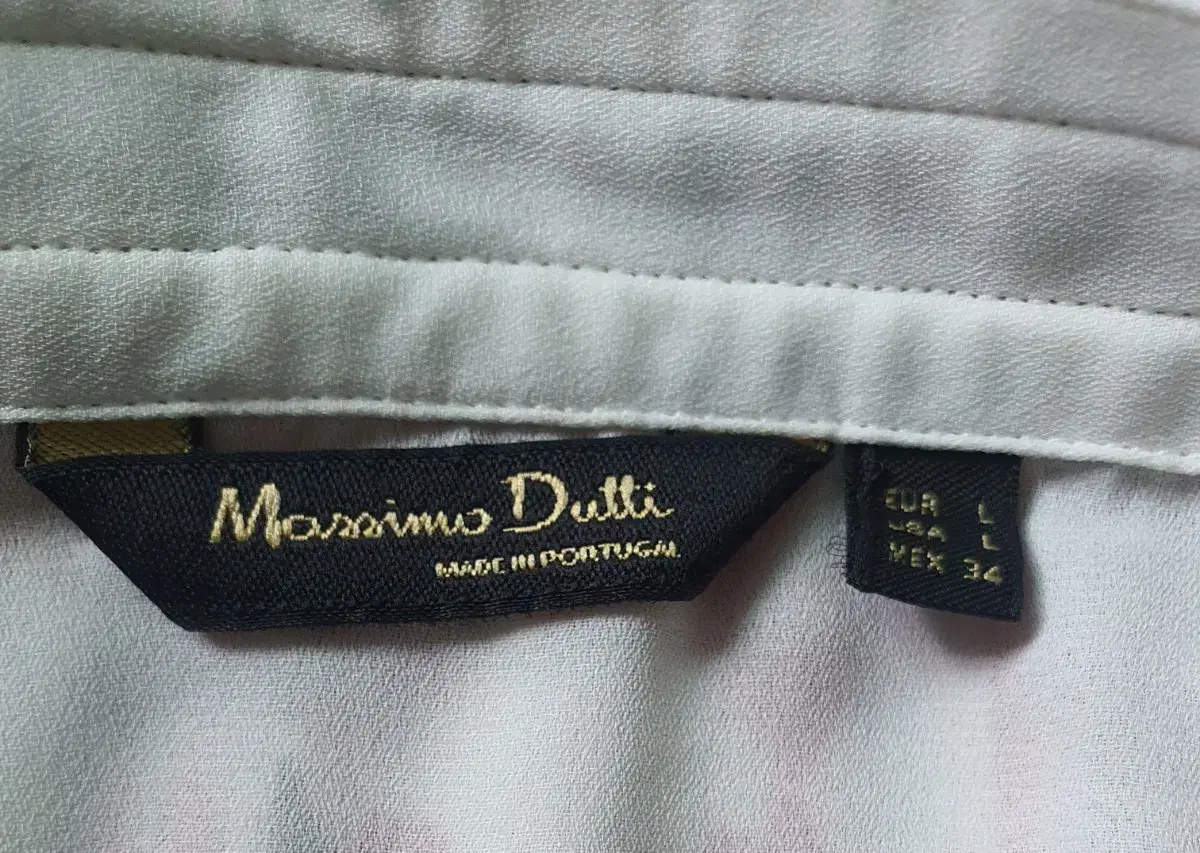 Massimo Dutti
MADE IN PORTUGAL
EUR L
USA L
MEX 34